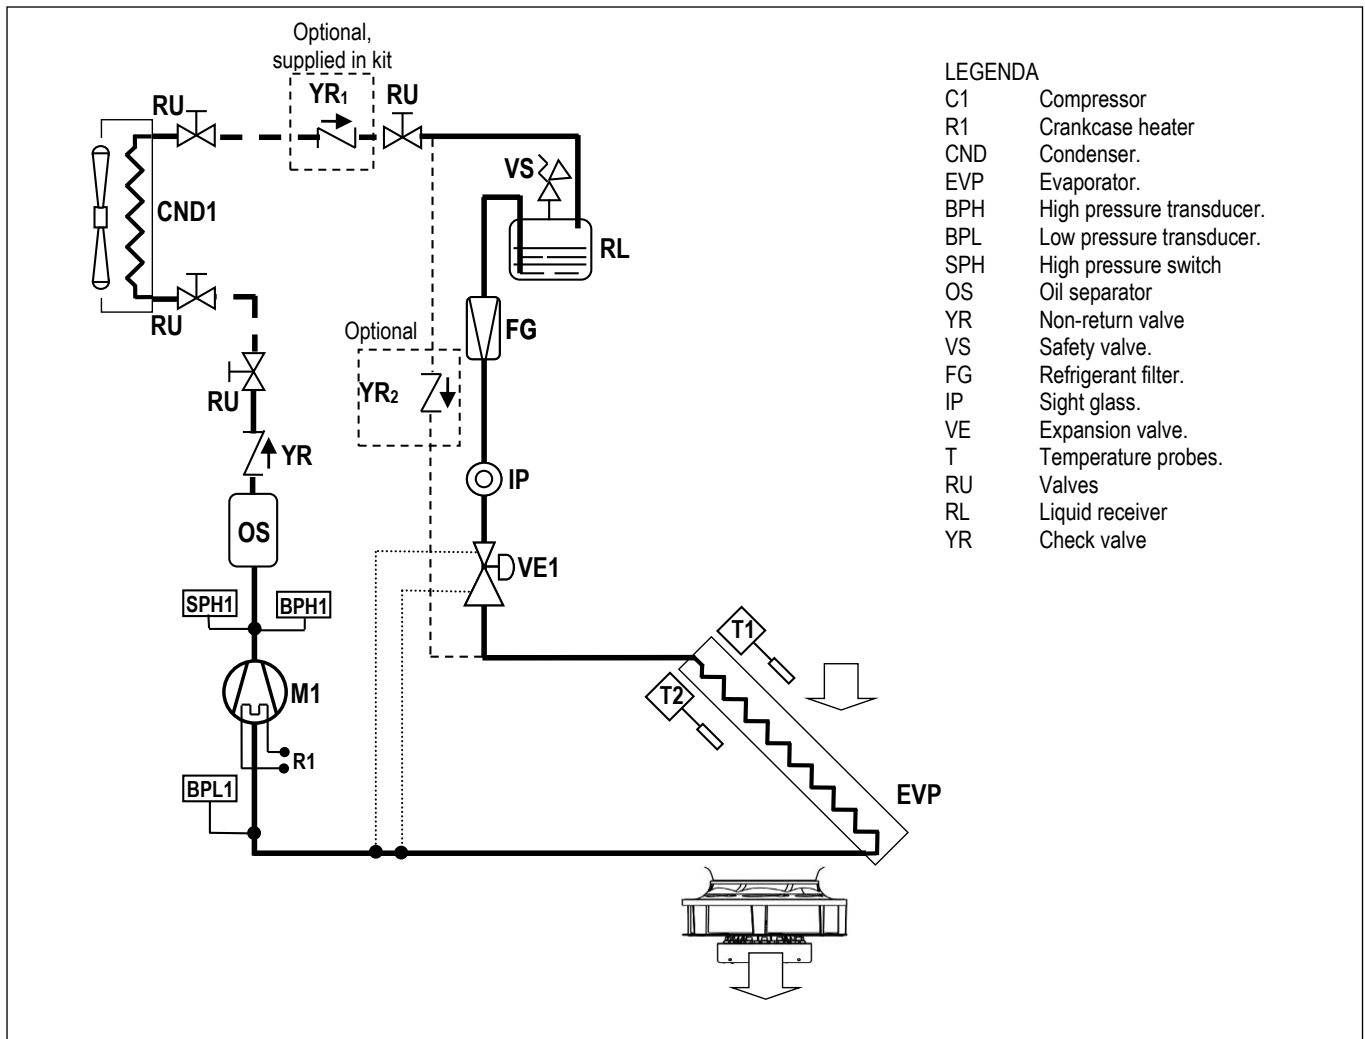 Optional,
supplied in kit
YR1
RU
RU
VS
CND1
RL
RU
Optional
FG
YR2
RU
YR
IP
OS
VE1
SPH1
BPH1
T1
T2
M1
R1
BPL1
EVP
LEGENDA
C1 Compressor
R1 Crankcase heater
CND Condenser.
EVP Evaporator.
BPH High pressure transducer.
BPL Low pressure transducer.
SPH High pressure switch
OS Oil separator
YR Non-return valve
VS Safety valve.
FG Refrigerant filter.
IP Sight glass.
VE Expansion valve.
T Temperature probes.
RU Valves
RL Liquid receiver
YR Check valve